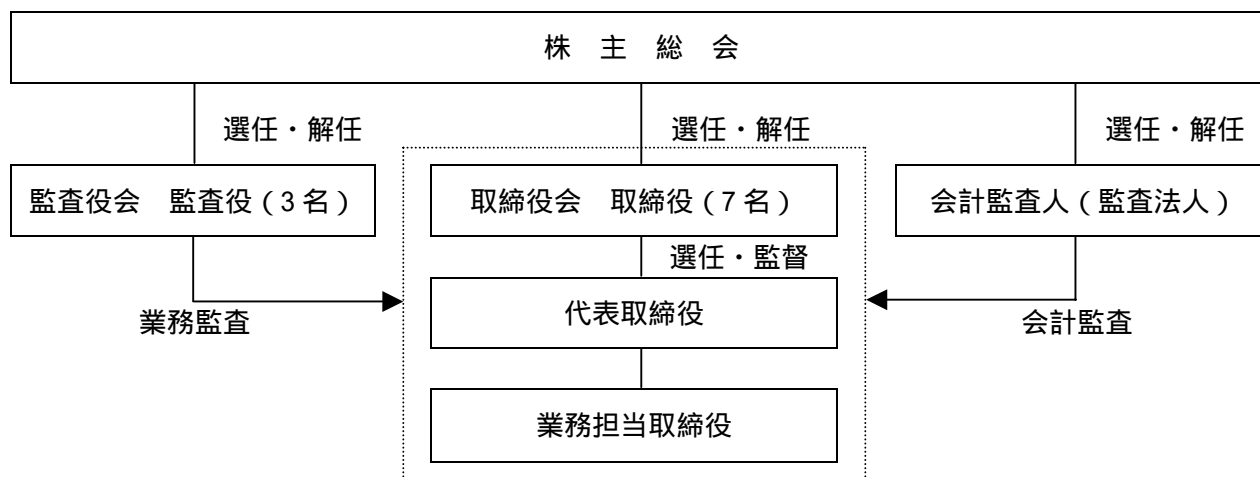 株 主 総 会
選任・解任
選任・解任
選任・解任
監査役会 監査役(3名)
取締役会 取締役(7名)
会計監査人(監査法人)
選任・監督
業務監査
代表取締役
会計監査
業務担当取締役